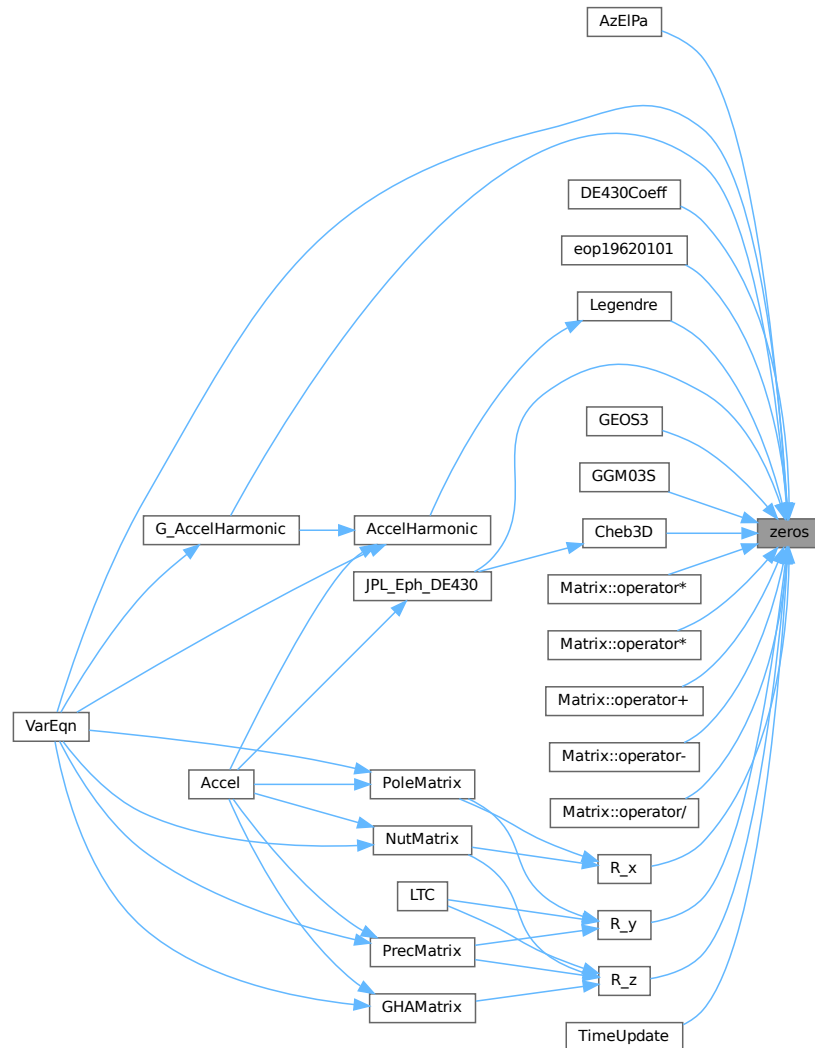 AzElPa
DE430Coeff
eop19620101
Legendre
GEOS3
GGM03S
G_AccelHarmonic
AccelHarmonic
Cheb3D
zeros
JPL_Eph_DE430
Matrix::operator*
Matrix::operator*
Matrix::operator+
VarEqn
Matrix::operator-
Accel
PoleMatrix
Matrix::operator/
NutMatrix
R_x
LTC
R_y
PrecMatrix
R_z
GHAMatrix
TimeUpdate